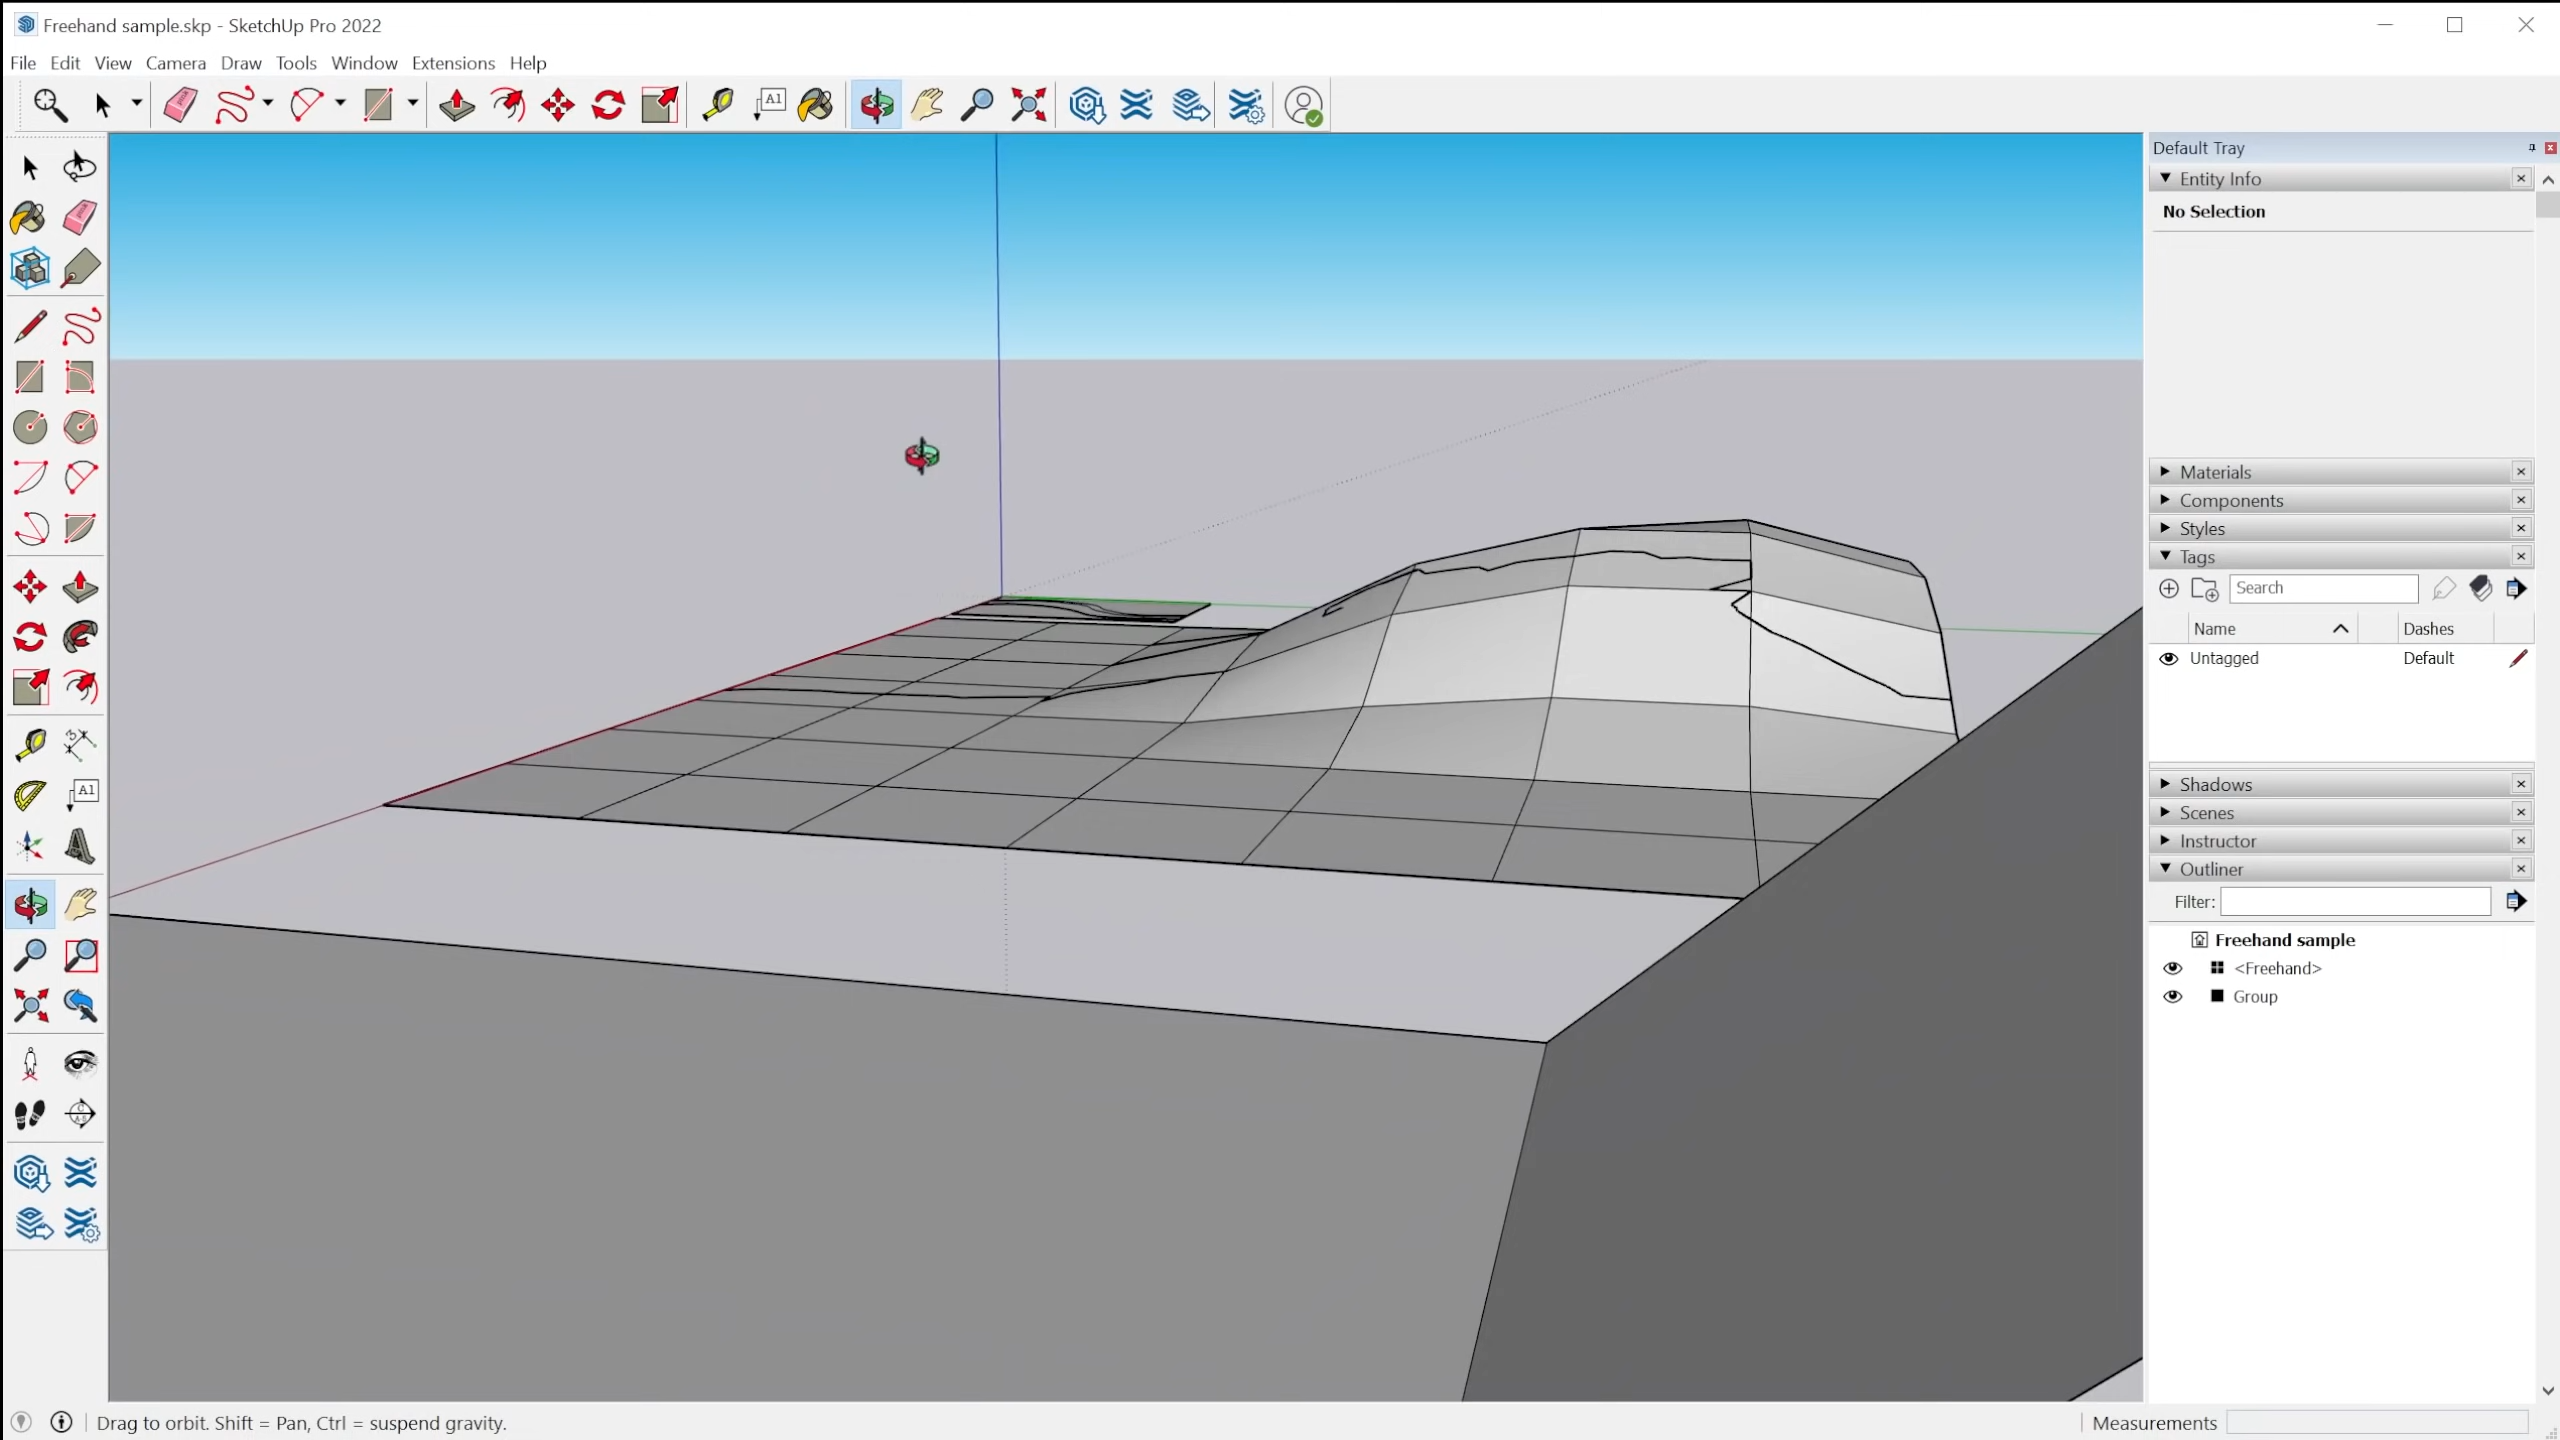 Freehand sample.skp - SketchUp Pro 2022
File Edit View Camera Draw Tools Window Extensions Help
A1
Default Tray
Entity Info
No Selection
Materials
Components
Styles
Tags
Search
Name Dashes
Untagged Default
A1
Shadows
Scenes
Instructor
Outliner
Filter:
Freehand sample
<Freehand>
Group
Drag to orbit. Shift = Pan, Ctrl = suspend gravity.
Measurements